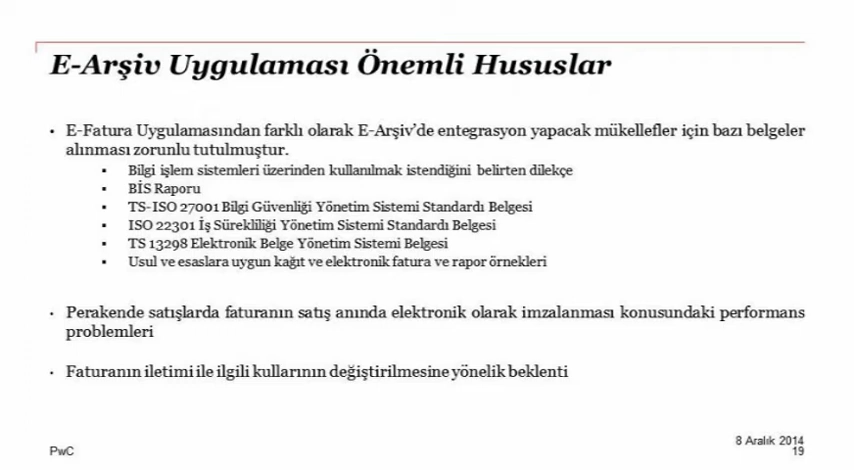 E-Arşiv Uygulaması Önemli Hususlar
• E-Fatura Uygulamasından farklı olarak E-Arşiv'de entegrasyon yapacak mükellefler için bazı belgeler
alınması zorunlu tutulmuştur.
▪ Bilgi işlem sistemleri üzerinden kullanılmak istendiğini belirten dilekçe
▪ BİS Raporu
▪ TS-ISO 27001 Bilgi Güvenliği Yönetim Sistemi Standardı Belgesi
▪ ISO 22301 İş Sürekliliği Yönetim Sistemi Standardı Belgesi
▪ TS 13298 Elektronik Belge Yönetim Sistemi Belgesi
▪ Usul ve esaslara uygun kağıt ve elektronik fatura ve rapor örnekleri
• Perakende satışlarda faturanın satış anında elektronik olarak imzalanması konusundaki performans
problemleri
• Faturanın iletimi ile ilgili kullarının değiştirilmesine yönelik beklenti
8 Aralık 2014
PwC
19